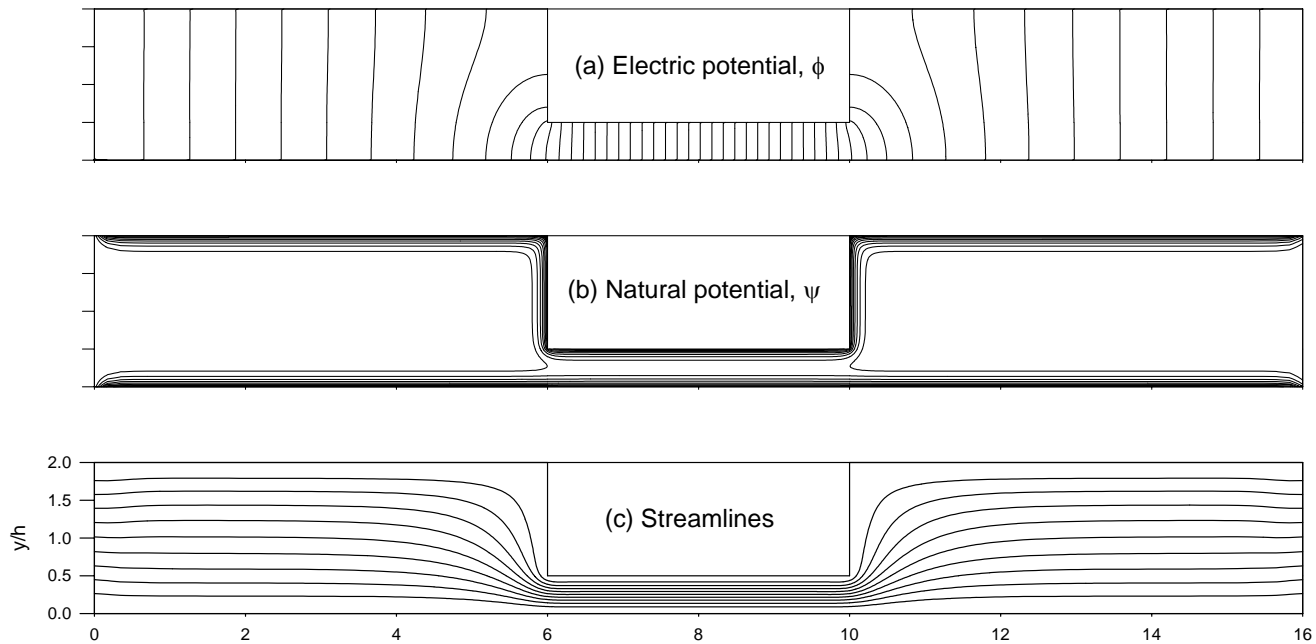 (a) Electric potential, ϕ
(b) Natural potential, ψ
(c) Streamlines
y/h
2.0
1.5
1.0
0.5
0.0
0 2 4 6 8 10 12 14 16